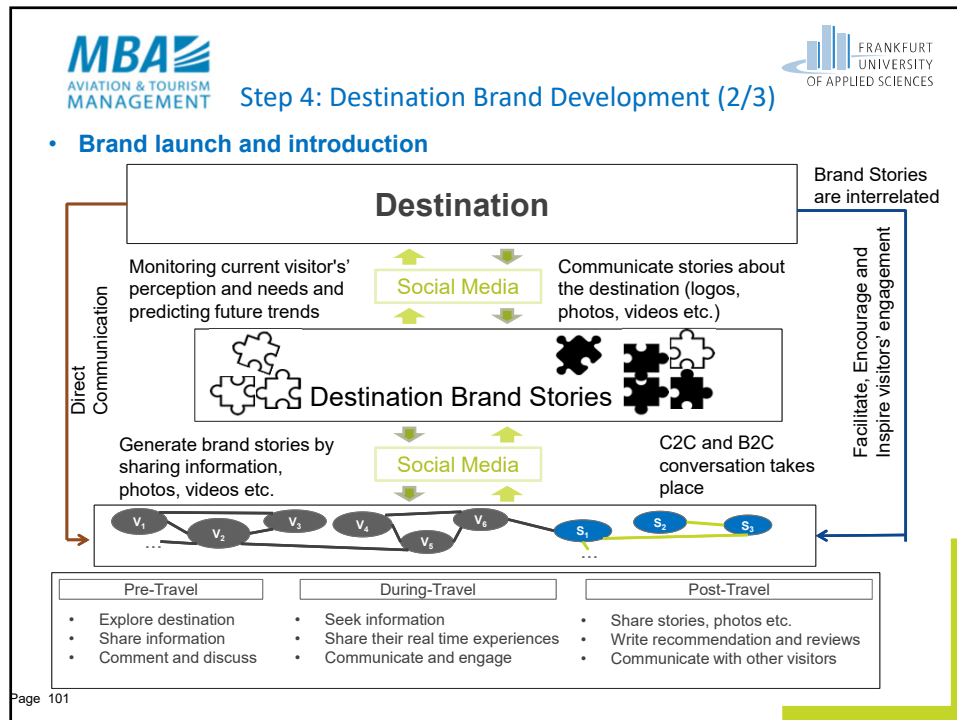 MBA
AVIATION & TOURISM
MANAGEMENT
FRANKFURT
UNIVERSITY
OF APPLIED SCIENCES
Step 4: Destination Brand Development (2/3)
• Brand launch and introduction
Destination
Brand Stories
are interrelated
Monitoring current visitor's'
perception and needs and
predicting future trends
Social Media
Communicate stories about
the destination (logos,
photos, videos etc.)
Direct
Communication
Facilitate, Encourage and
Inspire visitors' engagement
Destination Brand Stories
Generate brand stories by
sharing information,
photos, videos etc.
Social Media
C2C and B2C
conversation takes
place
V1 V2 V3 V4 V5 V6 S1 S2 S3
... ...
Pre-Travel
• Explore destination
• Share information
• Comment and discuss
During-Travel
• Seek information
• Share their real time experiences
• Communicate and engage
Post-Travel
• Share stories, photos etc.
• Write recommendation and reviews
• Communicate with other visitors
Page 101